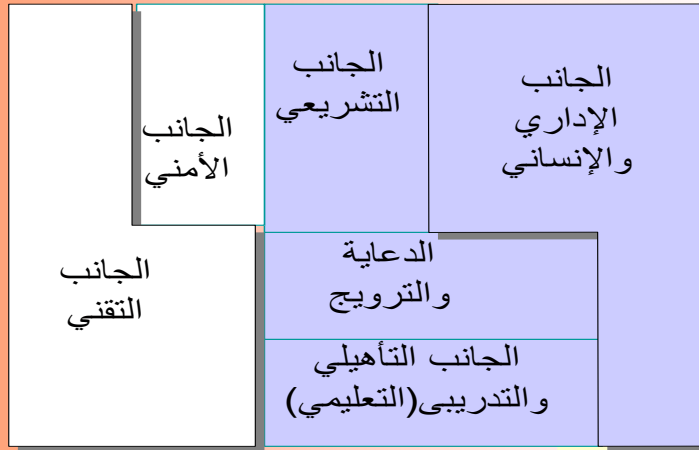 الجانب
الإداري
والإنساني
الجانب
التشريعي
الجانب
الأمني
الجانب
التقني
الدعاية
والترويج
الجانب التأهيلي
والتدريبى(التعليمي)